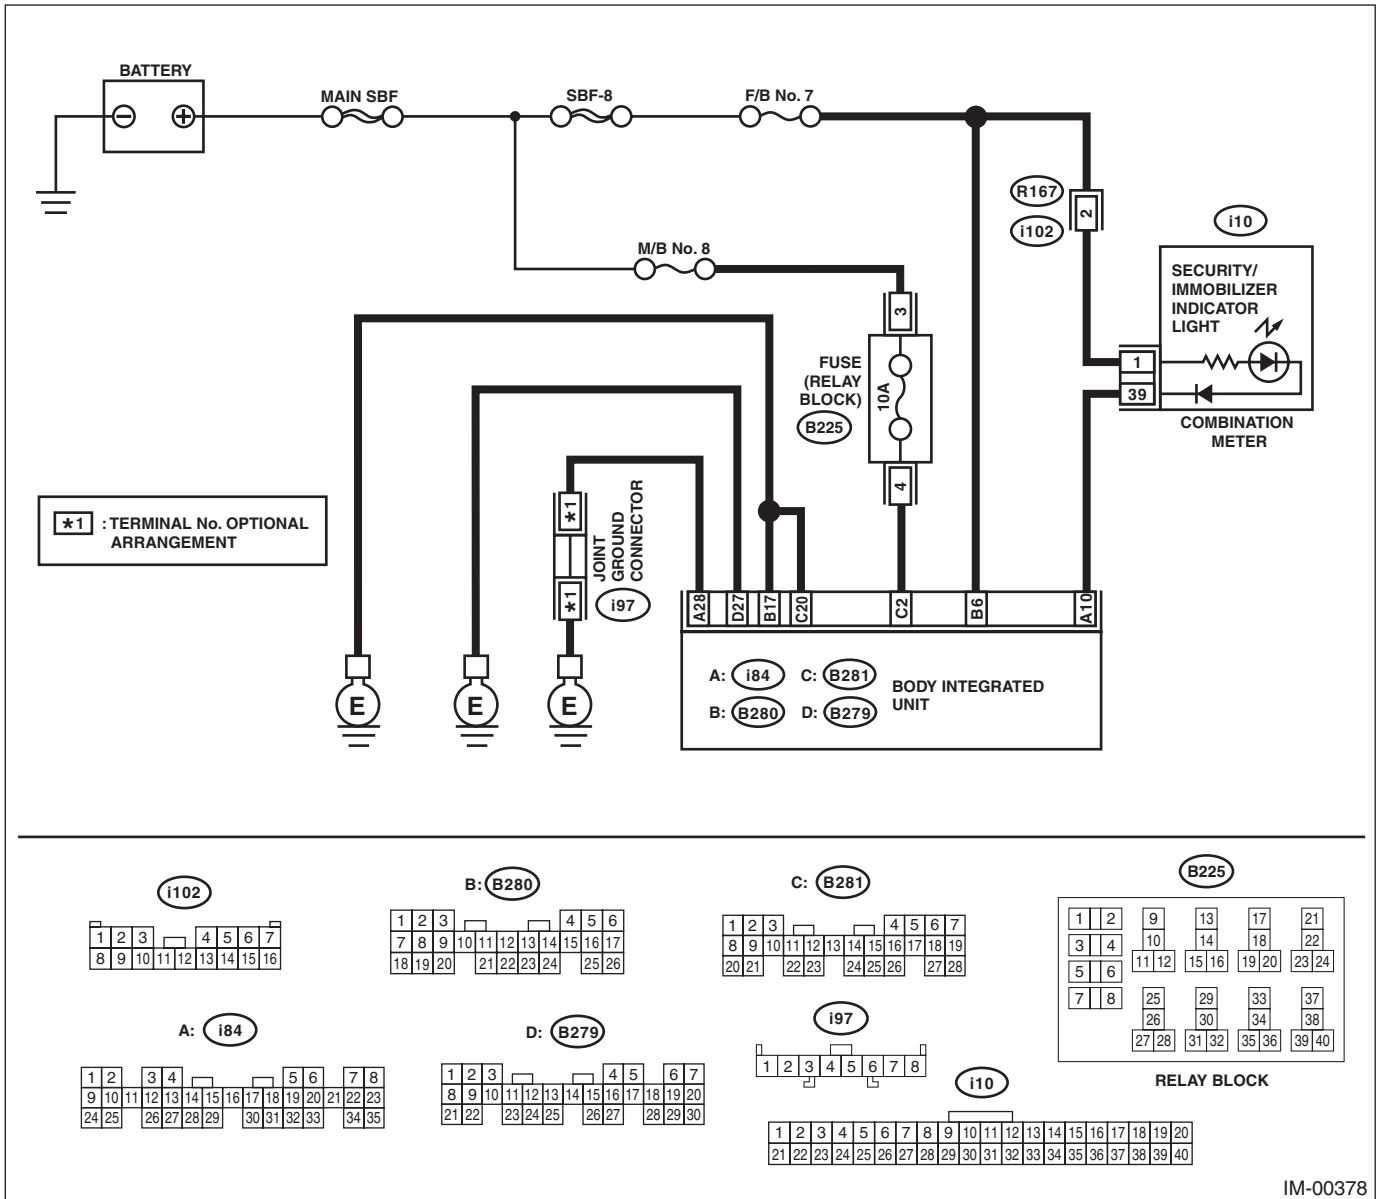 BATTERY
MAIN SBF
SBF-8
F/B No. 7
R167
2
i102
i10
M/B No. 8
SECURITY/
IMMOBILIZER
INDICATOR
LIGHT
3
FUSE
(RELAY
BLOCK)
10A
B225
1
39
COMBINATION
METER
4
*1 : TERMINAL No. OPTIONAL
ARRANGEMENT
*1
JOINT
GROUND
CONNECTOR
*1
i97
A28 D27 B17 C20 C2 B6 A10
E E E
A: i84 C: B281
B: B280 D: B279
BODY INTEGRATED
UNIT
i102
1 2 3 4 5 6 7
8 9 10 11 12 13 14 15 16
B: B280
1 2 3 4 5 6
7 8 9 10 11 12 13 14 15 16 17
18 19 20 21 22 23 24 25 26
C: B281
1 2 3 4 5 6 7
8 9 10 11 12 13 14 15 16 17 18 19
20 21 22 23 24 25 26 27 28
B225
1 2 9 13 17 21
3 4 10 14 18 22
5 6 11 12 15 16 19 20 23 24
7 8 25 29 33 37
26 30 34 38
27 28 31 32 35 36 39 40
RELAY BLOCK
A: i84
1 2 3 4 5 6 7 8
9 10 11 12 13 14 15 16 17 18 19 20 21 22 23
24 25 26 27 28 29 30 31 32 33 34 35
D: B279
1 2 3 4 5 6 7
8 9 10 11 12 13 14 15 16 17 18 19 20
21 22 23 24 25 26 27 28 29 30
i97
1 2 3 4 5 6 7 8
i10
1 2 3 4 5 6 7 8 9 10 11 12 13 14 15 16 17 18 19 20
21 22 23 24 25 26 27 28 29 30 31 32 33 34 35 36 37 38 39 40
IM-00378